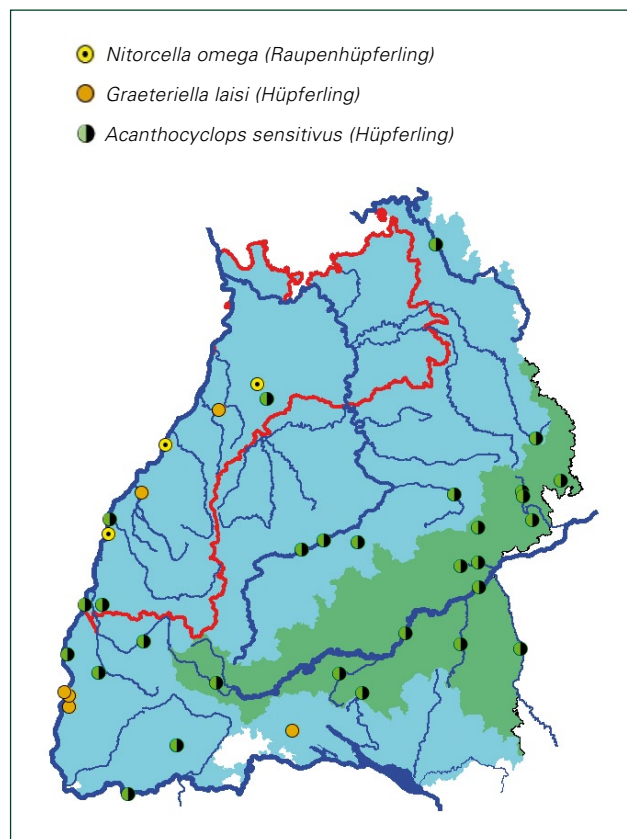 Nitorcella omega (Raupenhüpferling)
Graeteriella laisi (Hüpferling)
Acanthocyclops sensitivus (Hüpferling)